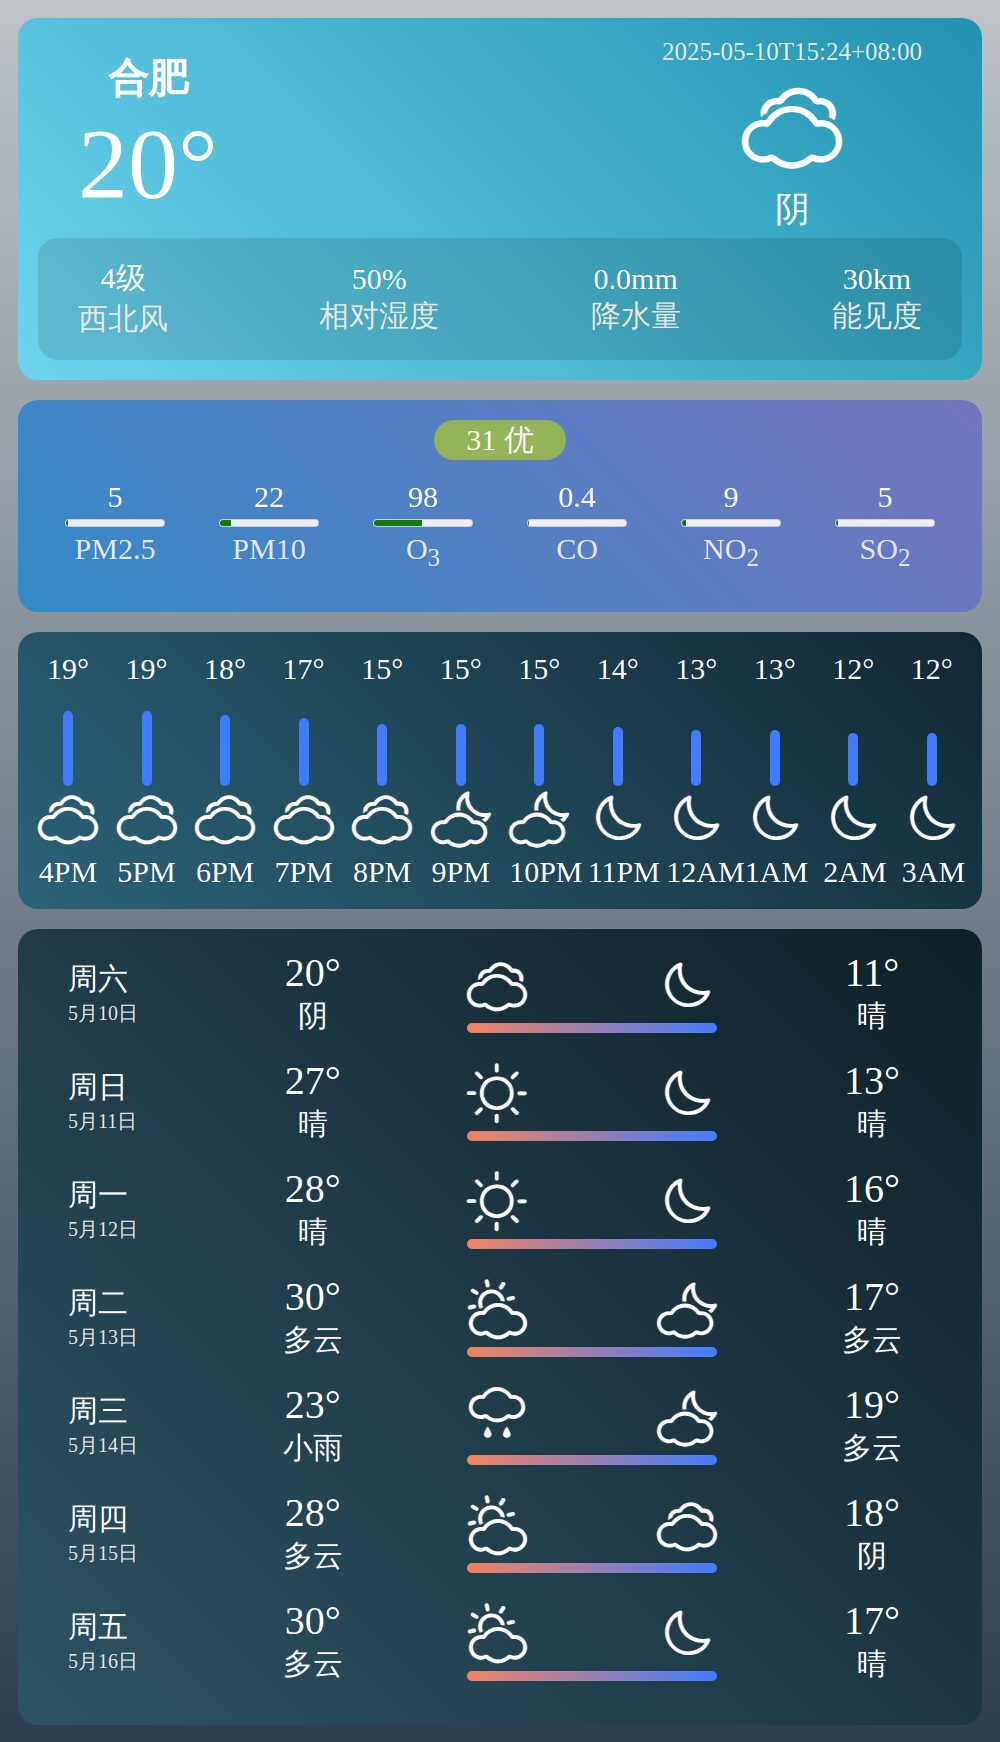 合肥
2025-05-10T15:24+08:00
20°
阴
4级 50% 0.0mm 30km
西北风 相对湿度 降水量 能见度
31 优
5 22 98 0.4 9 5
PM2.5 PM10 O3 CO NO2 SO2
19° 19° 18° 17° 15° 15° 15° 14° 13° 13° 12° 12°
4PM 5PM 6PM 7PM 8PM 9PM 10PM 11PM 12AM 1AM 2AM 3AM
周六 20° 11°
5月10日 阴 晴
周日 27° 13°
5月11日 晴 晴
周一 28° 16°
5月12日 晴 晴
周二 30° 17°
5月13日 多云 多云
周三 23° 19°
5月14日 小雨 多云
周四 28° 18°
5月15日 多云 阴
周五 30° 17°
5月16日 多云 晴